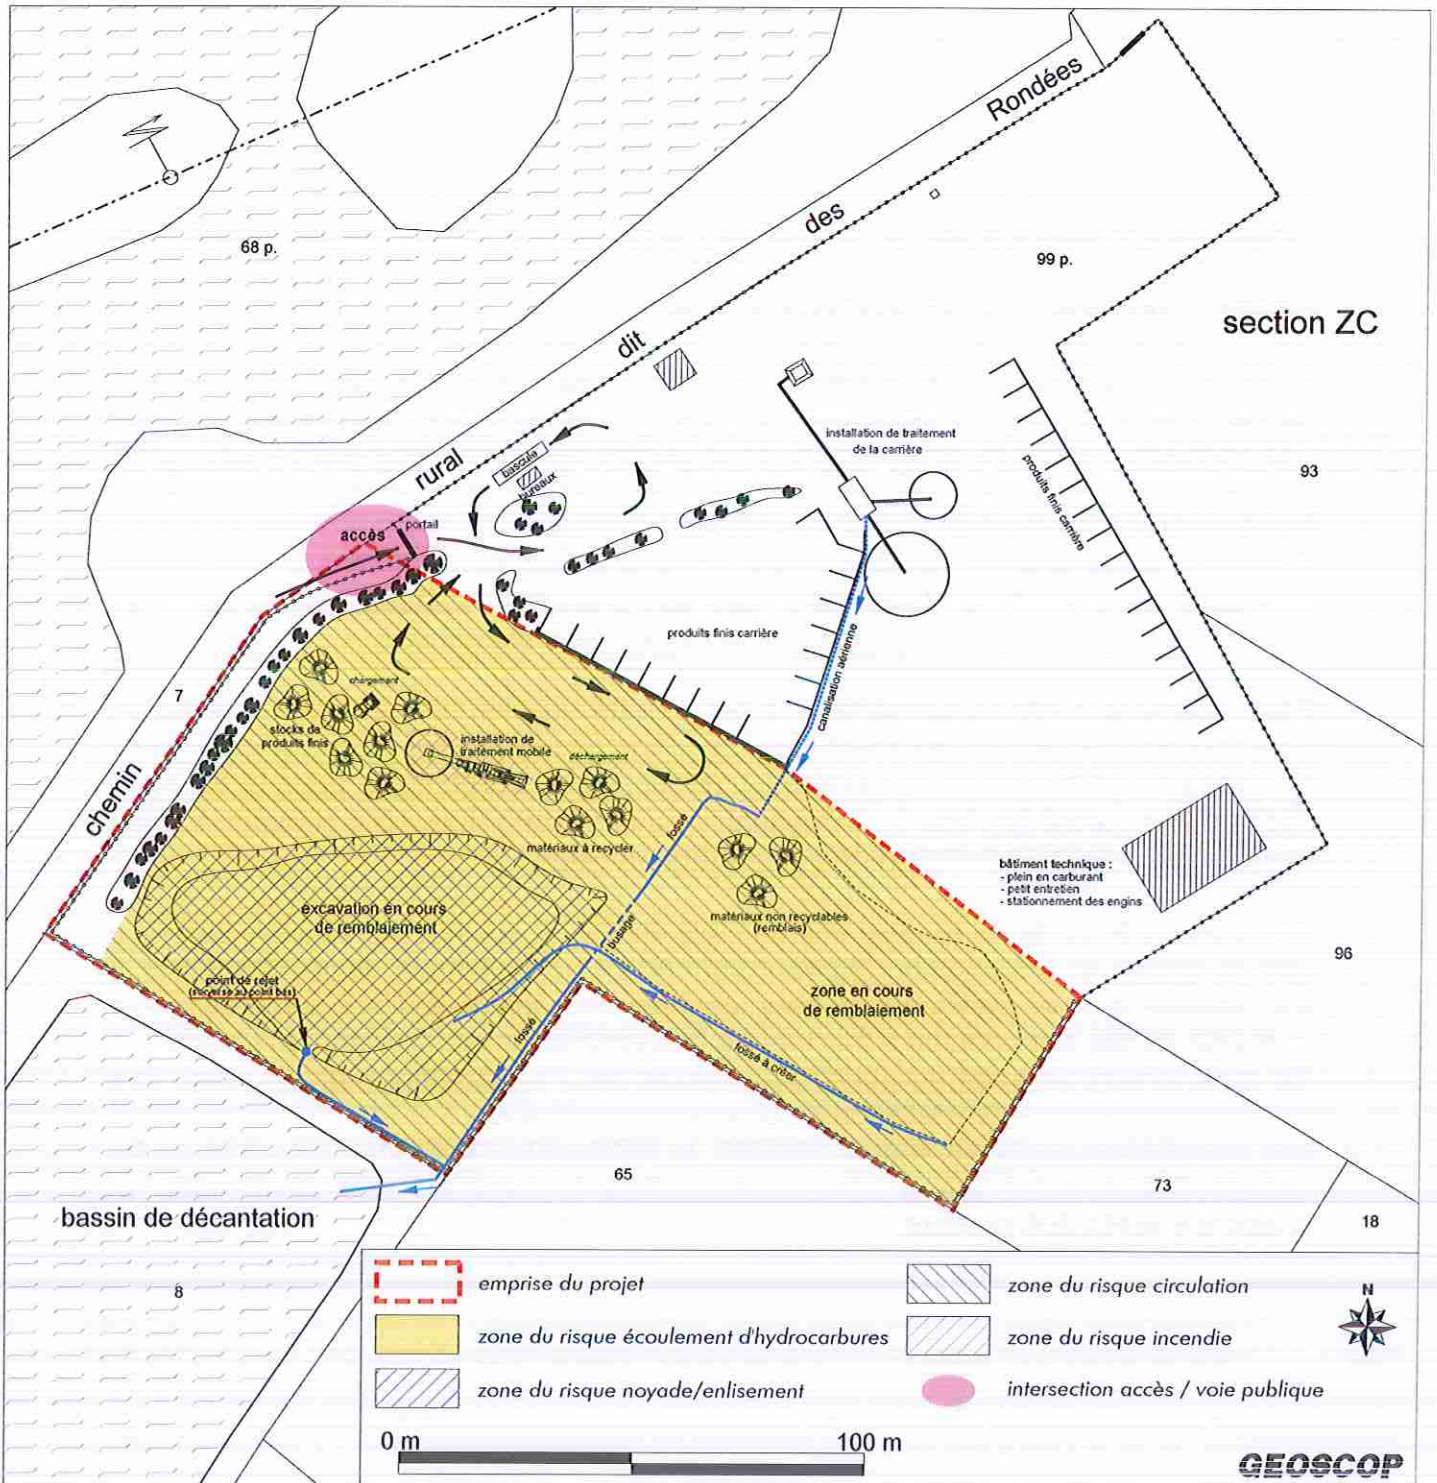 Rondées
des
68 p.
99 p.
section ZC
dit
installation de traitement
de la carrière
rural
bascule
bureaux
produits finis carrière
93
portail
accès
produits finis carrière
canalisation aérienne
7
chargement
stocks de
produits finis
installation de
traitement mobile
déchargement
chemin
fossé
matériaux à recycler
bâtiment technique :
- plein en carburant
- petit entretien
- stationnement des engins
excavation en cours
de remblaiement
matériaux non recyclables
(remblais)
busage
96
point de rejet
(surverse au point bas)
zone en cours
de remblaiement
fossé
fossé à créer
65
73
bassin de décantation
18
8
emprise du projet
zone du risque circulation
N
zone du risque écoulement d'hydrocarbures
zone du risque incendie
zone du risque noyade/enlisement
intersection accès / voie publique
0 m
100 m
GEOSCOP